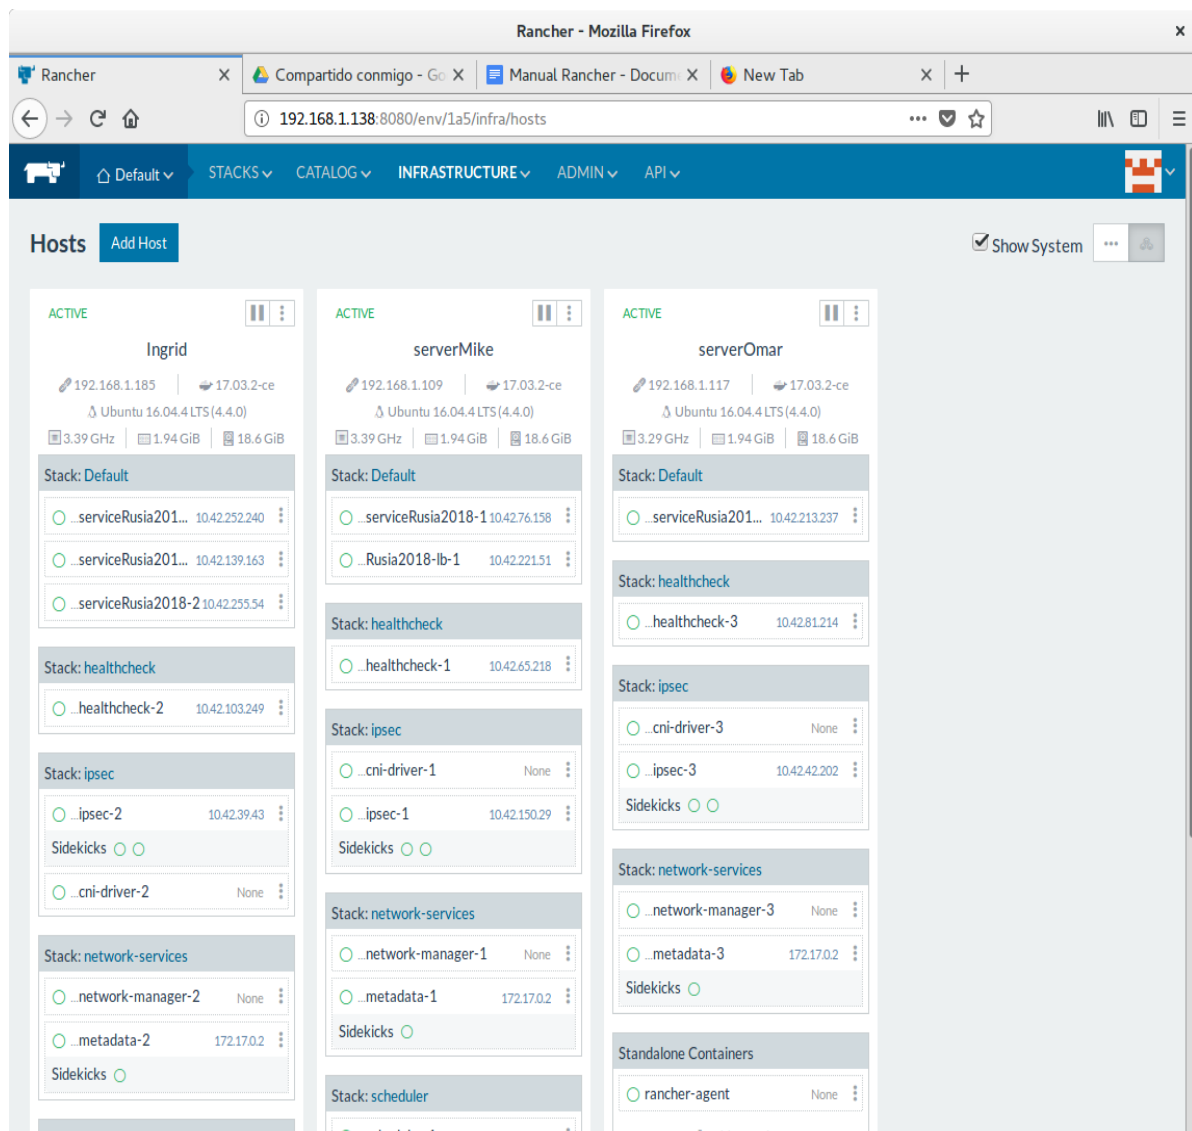 Rancher - Mozilla Firefox
Rancher
Compartido conmigo - Go
Manual Rancher - Docum
New Tab
192.168.1.138:8080/env/1a5/infra/hosts
Default
STACKS
CATALOG
INFRASTRUCTURE
ADMIN
API
Hosts
Add Host
Show System
ACTIVE
Ingrid
192.168.1.185
17.03.2-ce
Ubuntu 16.04.4 LTS (4.4.0)
3.39 GHz
1.94 GiB
18.6 GiB
Stack: Default
...serviceRusia201... 10.42.252.240
...serviceRusia201... 10.42.139.163
...serviceRusia2018-2 10.42.255.54
Stack: healthcheck
...healthcheck-2 10.42.103.249
Stack: ipsec
...ipsec-2 10.42.39.43
Sidekicks
...cni-driver-2 None
Stack: network-services
...network-manager-2 None
...metadata-2 172.17.0.2
Sidekicks
ACTIVE
serverMike
192.168.1.109
17.03.2-ce
Ubuntu 16.04.4 LTS (4.4.0)
3.39 GHz
1.94 GiB
18.6 GiB
Stack: Default
...serviceRusia2018-1 10.42.76.158
...Rusia2018-lb-1 10.42.221.51
Stack: healthcheck
...healthcheck-1 10.42.65.218
Stack: ipsec
...cni-driver-1 None
...ipsec-1 10.42.150.29
Sidekicks
Stack: network-services
...network-manager-1 None
...metadata-1 172.17.0.2
Sidekicks
Stack: scheduler
ACTIVE
serverOmar
192.168.1.117
17.03.2-ce
Ubuntu 16.04.4 LTS (4.4.0)
3.29 GHz
1.94 GiB
18.6 GiB
Stack: Default
...serviceRusia201... 10.42.213.237
Stack: healthcheck
...healthcheck-3 10.42.81.214
Stack: ipsec
...cni-driver-3 None
...ipsec-3 10.42.42.202
Sidekicks
Stack: network-services
...network-manager-3 None
...metadata-3 172.17.0.2
Sidekicks
Standalone Containers
rancher-agent None